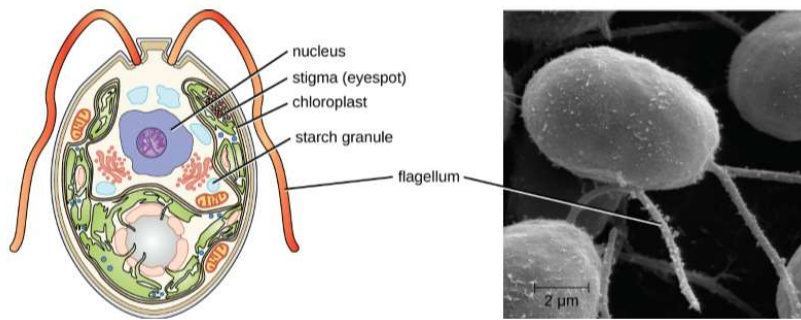 nucleus
stigma (eyespot)
chloroplast
starch granule
flagellum
2 μm